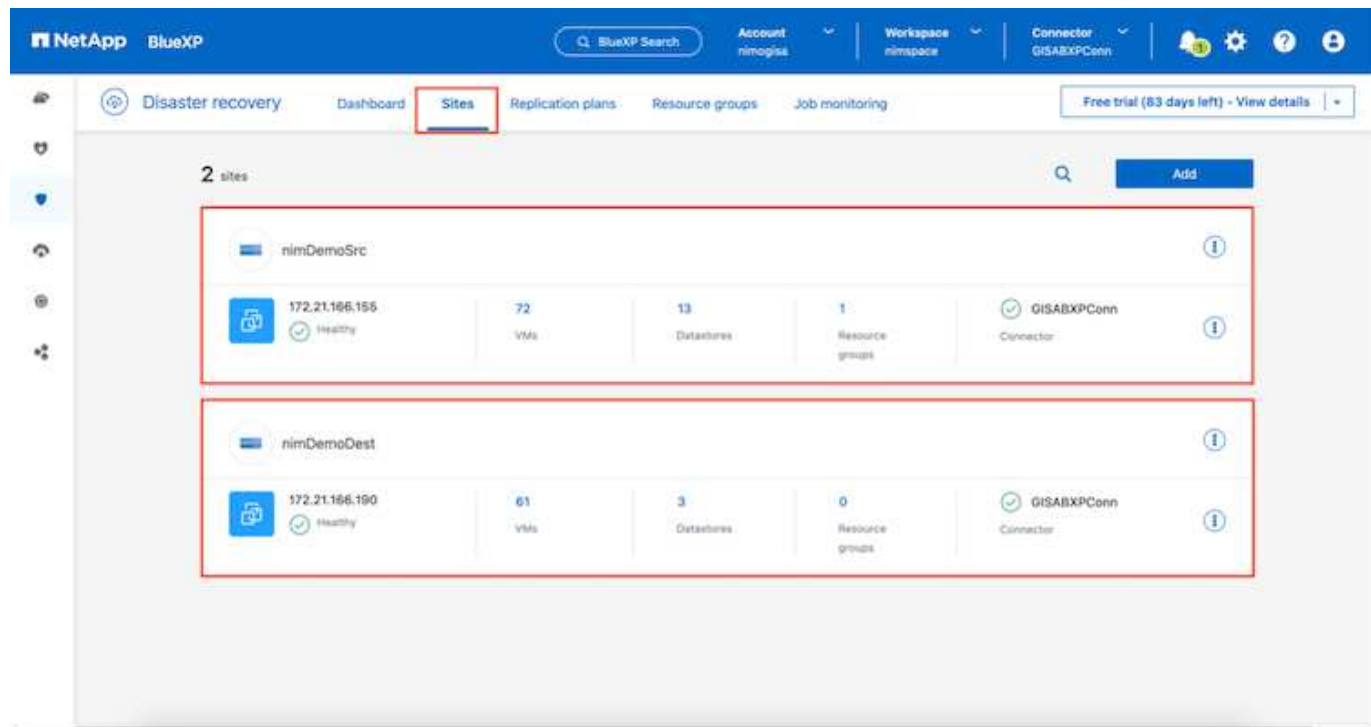 NetApp BlueXP BlueXP Search Account Workspace Connector
nimogisa nimspace GISABXPConn
1
Disaster recovery Dashboard Sites Replication plans Resource groups Job monitoring Free trial (83 days left) - View details
2 sites Add
nimDemoSrc
172.21.166.155 72 13 1 GISABXPConn
Healthy VMs Datastores Resource groups Connector
nimDemoDest
172.21.166.190 61 3 0 GISABXPConn
Healthy VMs Datastores Resource groups Connector